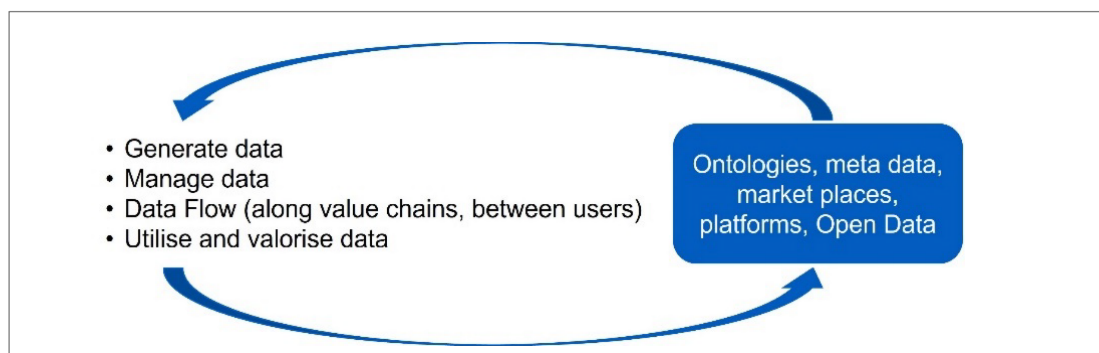 • Generate data
• Manage data
• Data Flow (along value chains, between users)
• Utilise and valorise data
Ontologies, meta data,
market places,
platforms, Open Data